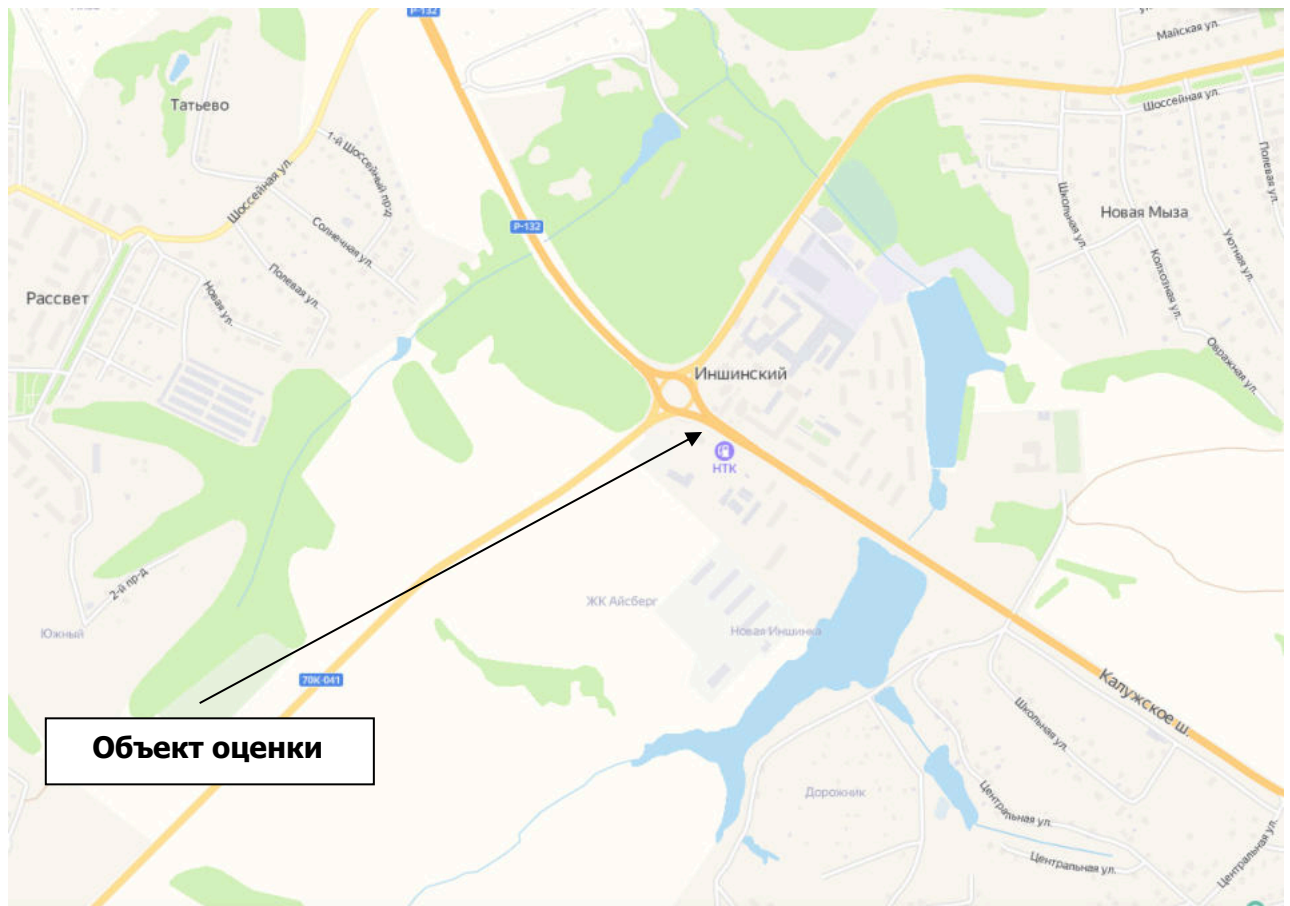 Р-132
Майская ул.
Татьево
Шоссейная ул.
1-й Шоссейный пр-д
Полевая ул.
Шоссейная ул.
Школьная ул.
Новая Мыза
Р-132
Солнечная ул.
Уютная ул.
Колхозная ул.
Полевая ул.
Рассвет
Новая ул.
Овражная ул.
Иншинский
НТК
2-й пр-д
ЖК Айсберг
Новая Иншинка
Южный
70К-041
Калужское ш.
Школьная ул.
Объект оценки
Дорожник
Центральная ул.
Центральная ул.
Центральная ул.